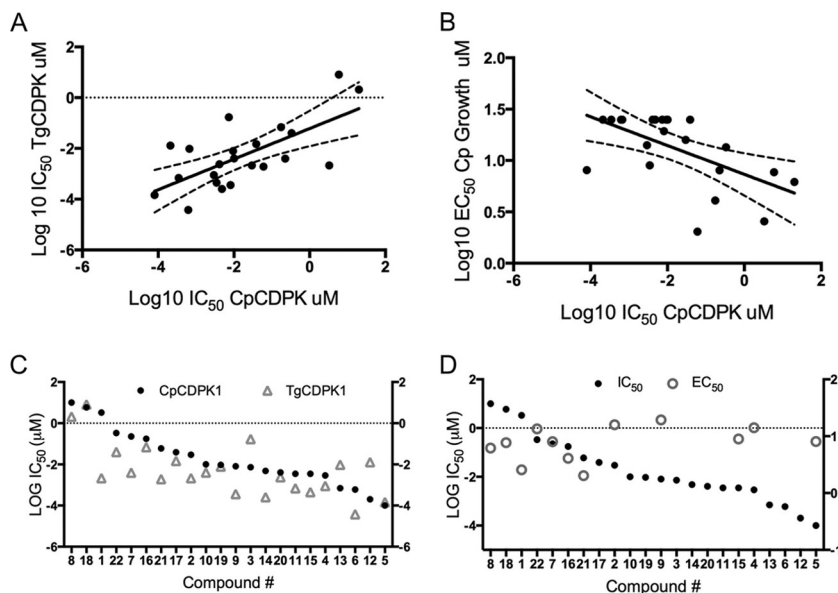 A
Log 10 IC50 TgCDPK uM
2
0
-2
-4
-6
-6 -4 -2 0 2
Log10 IC50 CpCDPK uM
B
Log10 EC50 Cp Growth uM
2.0
1.5
1.0
0.5
0.0
-6 -4 -2 0 2
Log10 IC50 CpCDPK uM
C
CpCDPK1 TgCDPK1
LOG IC50 (μM)
2
0
-2
-4
-6
2
0
-2
-4
-6
8 18 1 22 7 16 21 17 2 10 19 9 3 14 20 11 15 4 13 6 12 5
Compound #
D
IC50 EC50
LOG IC50 (μM)
2
0
-2
-4
2
1
0
-1
8 18 1 22 7 16 21 17 2 10 19 9 3 14 20 11 15 4 13 6 12 5
Compound #